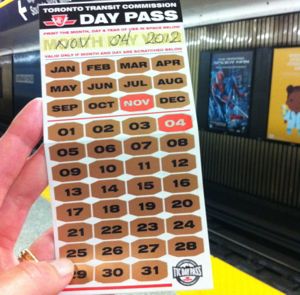 TORONTO TRANSIT COMMISSION
TTC DAY PASS
PRINT THE MONTH, DAY & YEAR OF USE IN SPACE BELOW
MONTH DAY 2012
VALID ONLY IF MONTH AND DAY ARE SCRATCHED BELOW
JAN FEB MAR APR
MAY JUN JUL AUG
SEP OCT NOV DEC
01 02 03 04
05 06 07 08
09 10 11 12
13 14 15 16
17 18 19 20
21 22 23 24
25 26 27 28
29 30 31 TTC DAY PASS